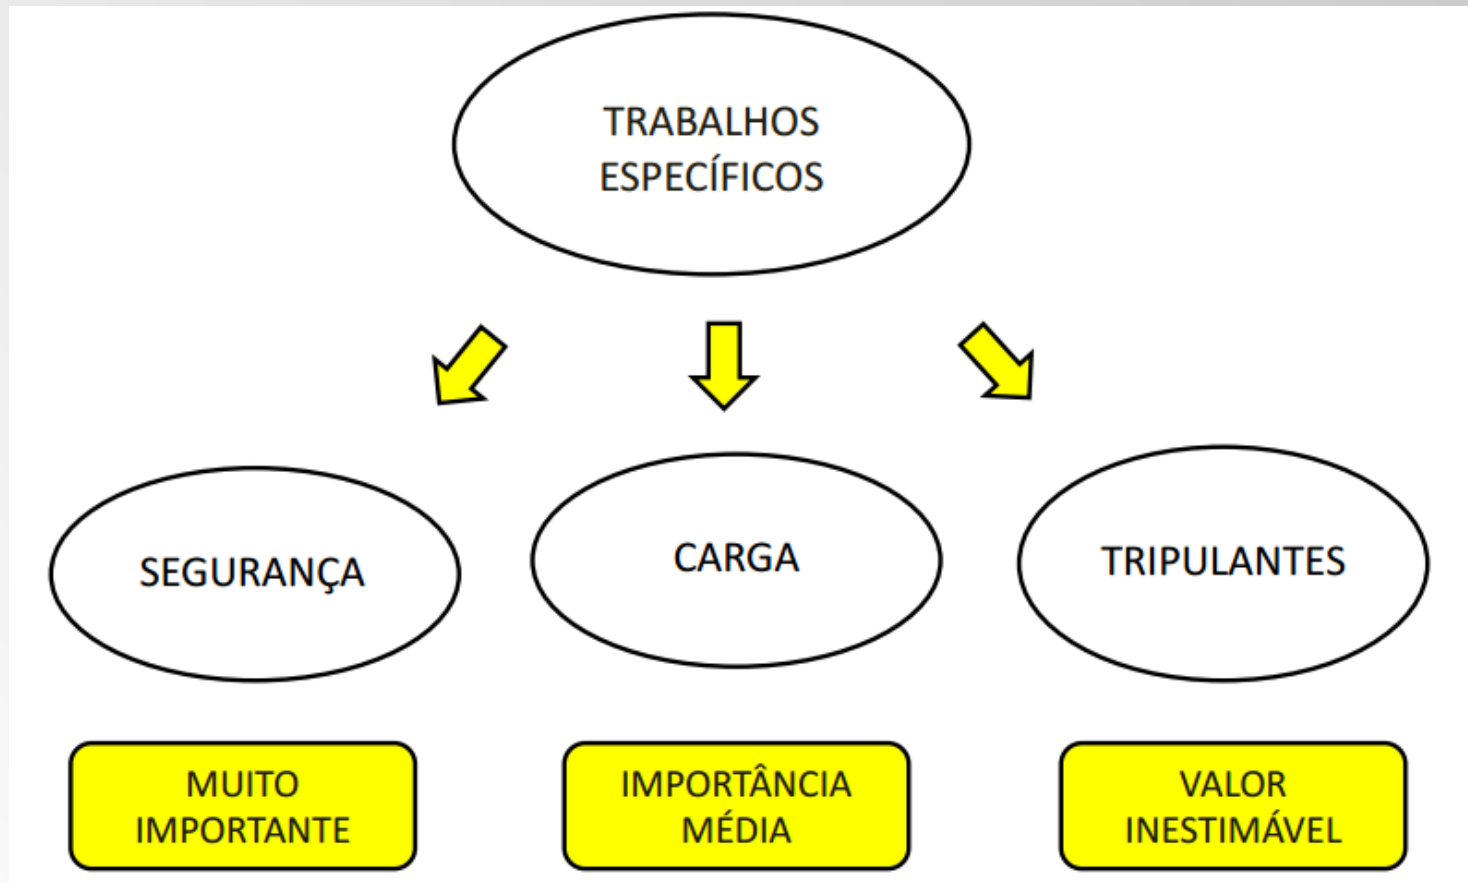 TRABALHOS
ESPECÍFICOS
SEGURANÇA
CARGA
TRIPULANTES
MUITO
IMPORTANTE
IMPORTÂNCIA
MÉDIA
VALOR
INESTIMÁVEL